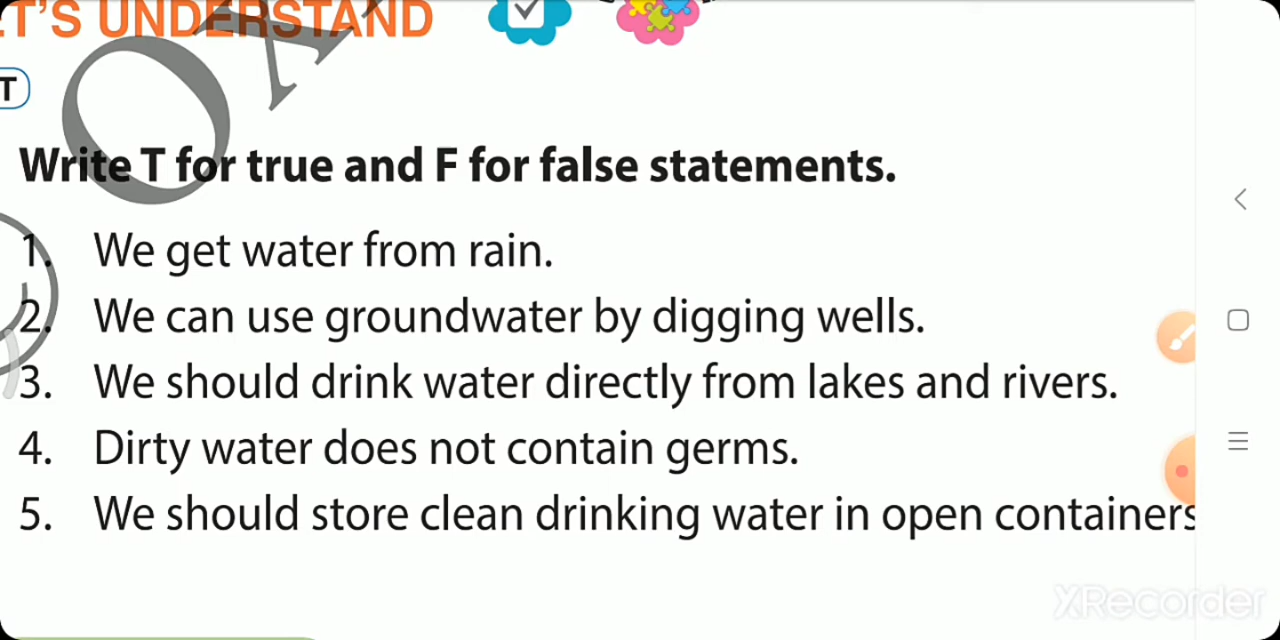 T'S UNDERSTAND
T
Write T for true and F for false statements.
1. We get water from rain.
2. We can use groundwater by digging wells.
3. We should drink water directly from lakes and rivers.
4. Dirty water does not contain germs.
5. We should store clean drinking water in open containers
XRecorder